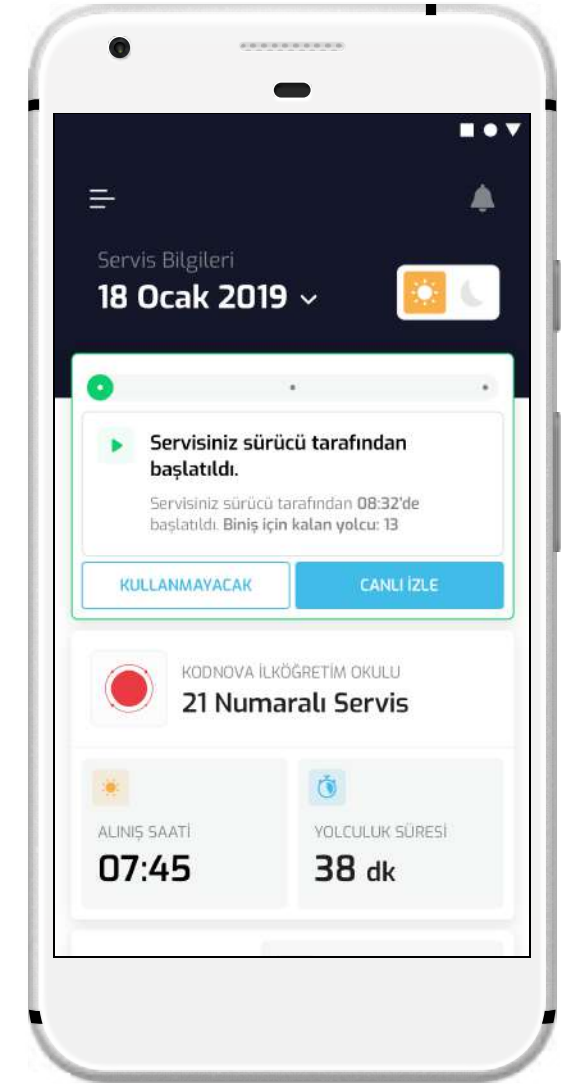 Servis Bilgileri
18 Ocak 2019
Servisiniz sürücü tarafından
başlatıldı.
Servisiniz sürücü tarafından 08:32'de
başlatıldı. Biniş için kalan yolcu: 13
KULLANMAYACAK
CANLI İZLE
KODNOVA İLKÖĞRETİM OKULU
21 Numaralı Servis
ALINIŞ SAATİ
07:45
YOLCULUK SÜRESİ
38 dk